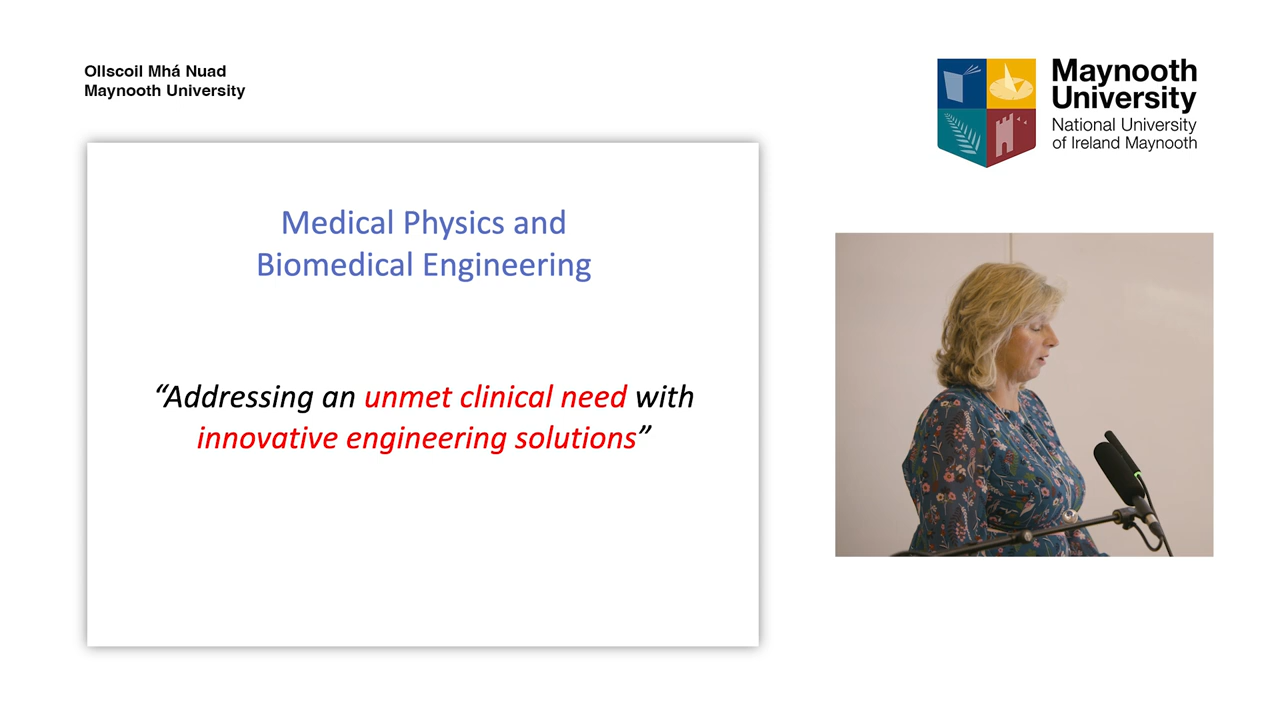 Ollscoil Mhá Nuad
Maynooth University
Maynooth
University
National University
of Ireland Maynooth
Medical Physics and
Biomedical Engineering
“Addressing an unmet clinical need with
innovative engineering solutions”